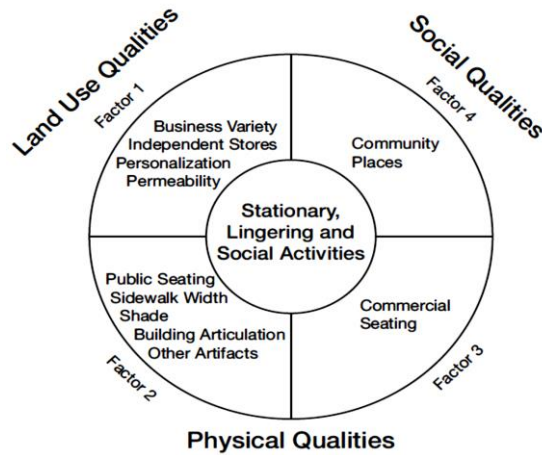 Land Use Qualities
Factor 1
Social Qualities
Factor 4
Business Variety
Independent Stores
Personalization
Permeability
Community
Places
Stationary,
Lingering and
Social Activities
Public Seating
Sidewalk Width
Shade
Building Articulation
Other Artifacts
Commercial
Seating
Factor 2
Factor 3
Physical Qualities